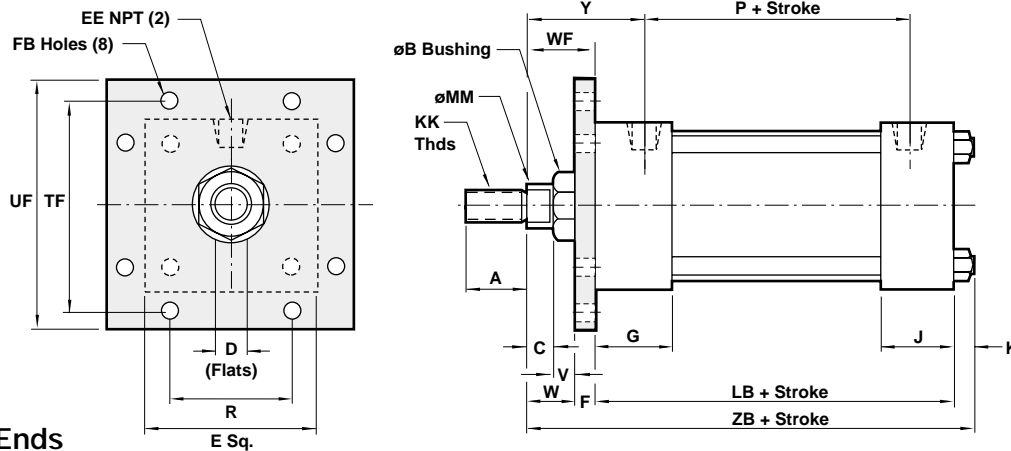 EE NPT (2)
FB Holes (8)
UF
TF
D
(Flats)
R
E Sq.
Ends
Y
P + Stroke
WF
øB Bushing
øMM
KK
Thds
A
C
V
W
F
G
J
K
LB + Stroke
ZB + Stroke